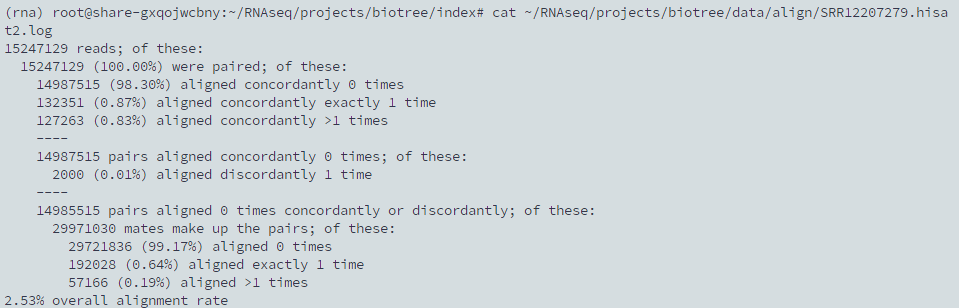 (rna) root@share-gxqojwcbny:~/RNAseq/projects/biotree/index# cat ~/RNAseq/projects/biotree/data/align/SRR12207279.hisa
t2.log
15247129 reads; of these:
  15247129 (100.00%) were paired; of these:
    14987515 (98.30%) aligned concordantly 0 times
    132351 (0.87%) aligned concordantly exactly 1 time
    127263 (0.83%) aligned concordantly >1 times
    ----
    14987515 pairs aligned concordantly 0 times; of these:
      2000 (0.01%) aligned discordantly 1 time
    ----
    14985515 pairs aligned 0 times concordantly or discordantly; of these:
      29971030 mates make up the pairs; of these:
        29721836 (99.17%) aligned 0 times
        192028 (0.64%) aligned exactly 1 time
        57166 (0.19%) aligned >1 times
2.53% overall alignment rate